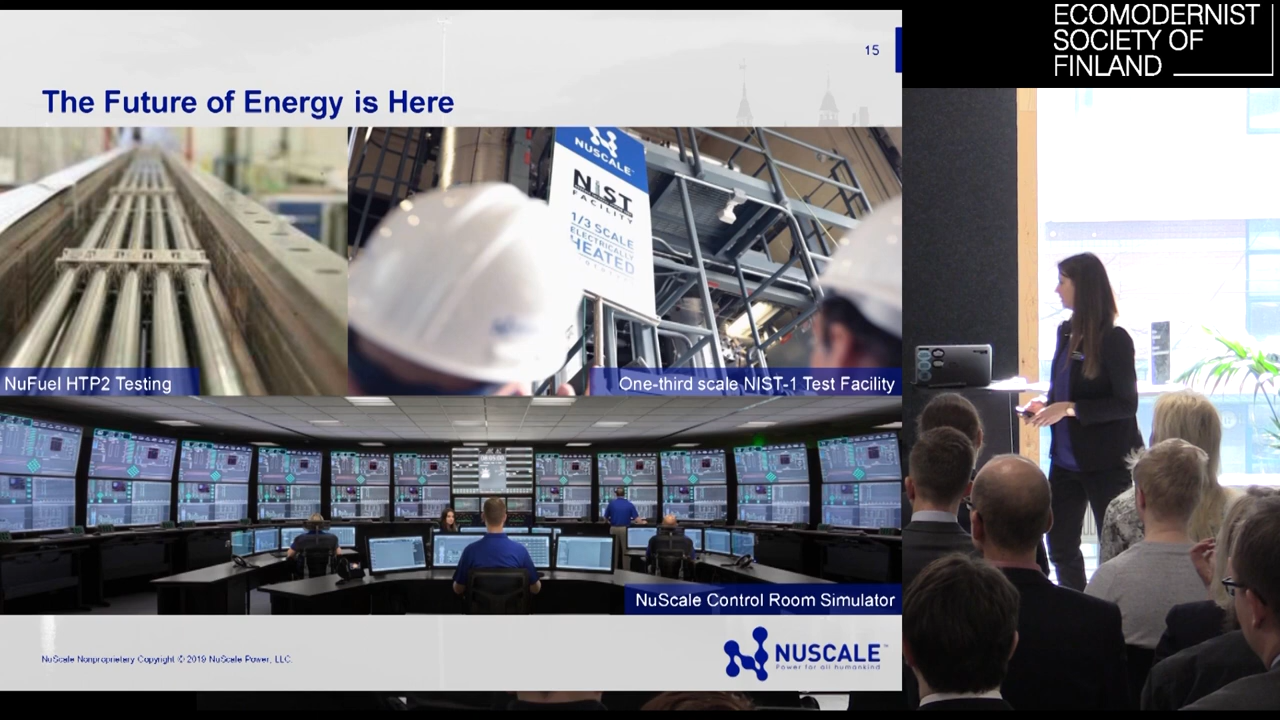 15
The Future of Energy is Here
NUSCALE
NIST
FACILITY
1/3 SCALE
ELECTRICALLY
HEATED
NuFuel HTP2 Testing
One-third scale NIST-1 Test Facility
NuScale Control Room Simulator
NuScale Nonproprietary Copyright © 2019 NuScale Power, LLC.
NUSCALE™
Power for all humankind
ECOMODERNIST
SOCIETY OF
FINLAND